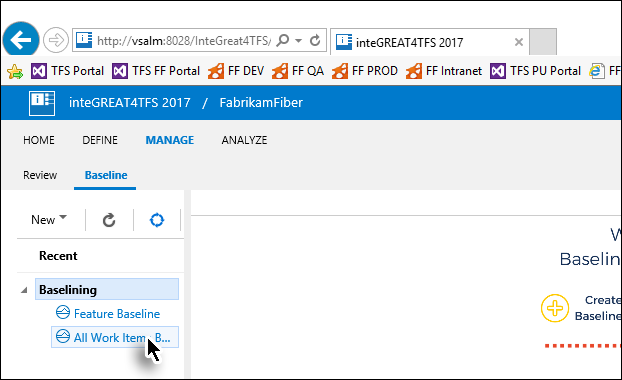 http://vsalm:8028/InteGreat4TFS/
inteGREAT4TFS 2017
TFS Portal TFS FF Portal FF DEV FF QA FF PROD FF Intranet TFS PU Portal FF
inteGREAT4TFS 2017 / FabrikamFiber
HOME DEFINE MANAGE ANALYZE
Review Baseline
New
Recent
Baselining
Feature Baseline
All Work Item B...
W
Baselin
Create
Baseline